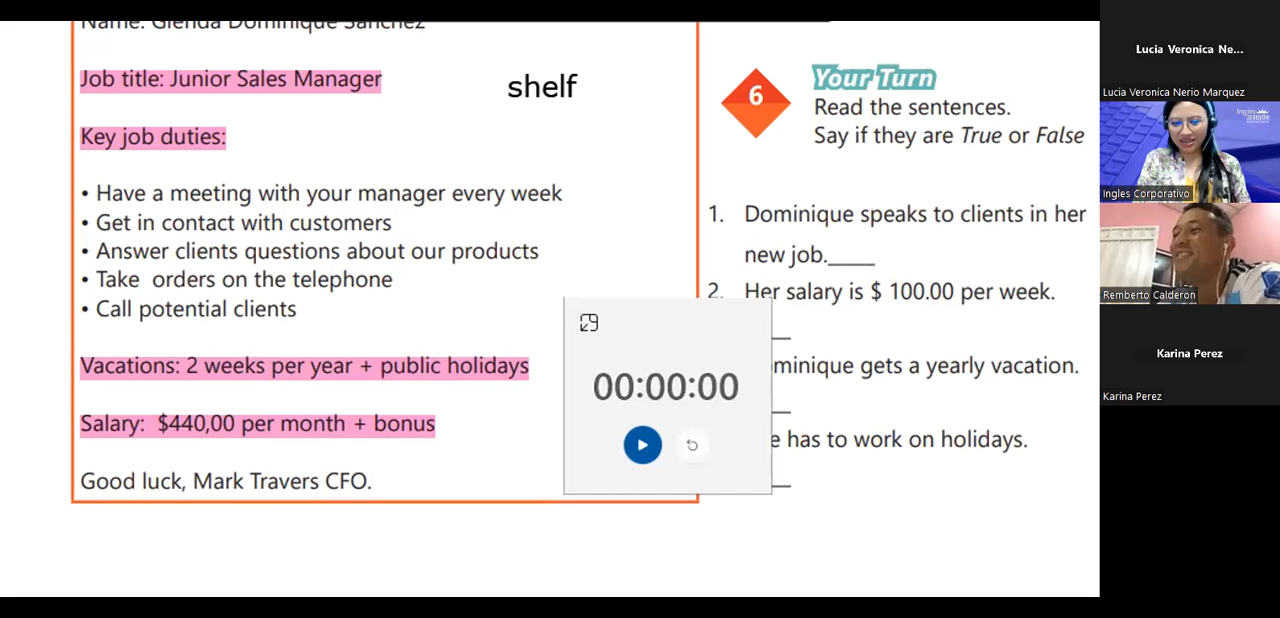 Name: Glenda Dominique Sanchez
Job title: Junior Sales Manager
shelf
Key job duties:
• Have a meeting with your manager every week
• Get in contact with customers
• Answer clients questions about our products
• Take orders on the telephone
• Call potential clients
Vacations: 2 weeks per year + public holidays
Salary: $440,00 per month + bonus
Good luck, Mark Travers CFO.
00:00:00
6
Your Turn
Read the sentences.
Say if they are True or False
1. Dominique speaks to clients in her
new job.____
2. Her salary is $ 100.00 per week.
minique gets a yearly vacation.
e has to work on holidays.
Lucia Veronica Ne...
Lucia Veronica Nerio Marquez
Ingles Corporativo
Remberto Calderon
Karina Perez
Karina Perez